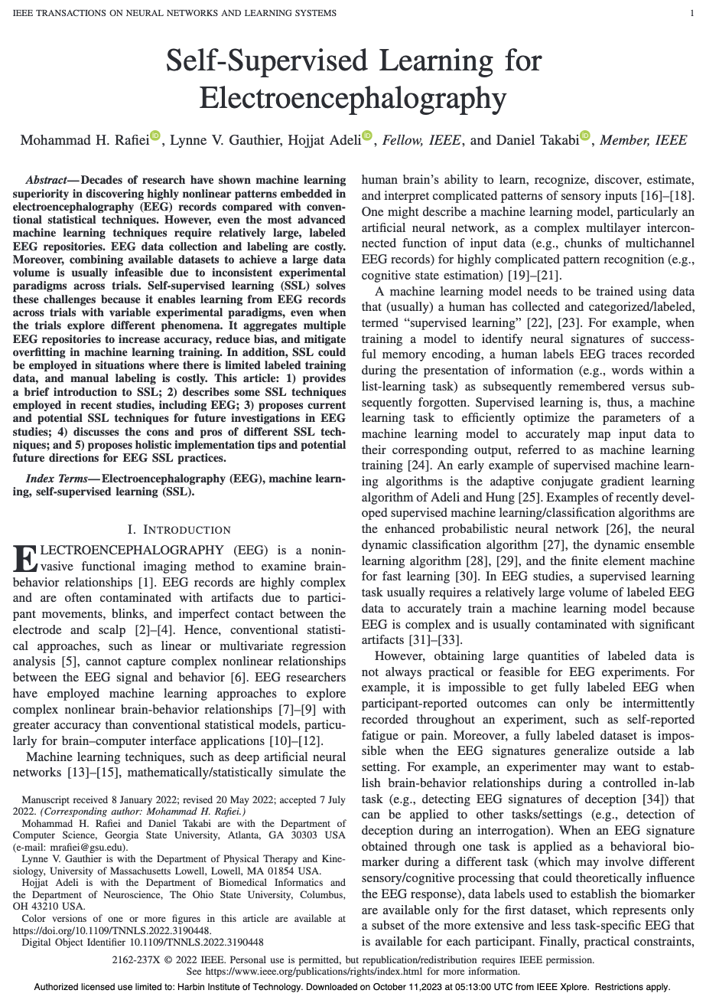 IEEE TRANSACTIONS ON NEURAL NETWORKS AND LEARNING SYSTEMS 1
Self-Supervised Learning for
Electroencephalography
Mohammad H. Rafiei, Lynne V. Gauthier, Hojjat Adeli, Fellow, IEEE, and Daniel Takabi, Member, IEEE
Abstract—Decades of research have shown machine learning
superiority in discovering highly nonlinear patterns embedded in
electroencephalography (EEG) records compared with conven-
tional statistical techniques. However, even the most advanced
machine learning techniques require relatively large, labeled
EEG repositories. EEG data collection and labeling are costly.
Moreover, combining available datasets to achieve a large data
volume is usually infeasible due to inconsistent experimental
paradigms across trials. Self-supervised learning (SSL) solves
these challenges because it enables learning from EEG records
across trials with variable experimental paradigms, even when
the trials explore different phenomena. It aggregates multiple
EEG repositories to increase accuracy, reduce bias, and mitigate
overfitting in machine learning training. In addition, SSL could
be employed in situations where there is limited labeled training
data, and manual labeling is costly. This article: 1) provides
a brief introduction to SSL; 2) describes some SSL techniques
employed in recent studies, including EEG; 3) proposes current
and potential SSL techniques for future investigations in EEG
studies; 4) discusses the cons and pros of different SSL tech-
niques; and 5) proposes holistic implementation tips and potential
future directions for EEG SSL practices.
Index Terms—Electroencephalography (EEG), machine learn-
ing, self-supervised learning (SSL).
I. INTRODUCTION
ELECTROENCEPHALOGRAPHY (EEG) is a nonin-
vasive functional imaging method to examine brain-
behavior relationships [1]. EEG records are highly complex
and are often contaminated with artifacts due to partici-
pant movements, blinks, and imperfect contact between the
electrode and scalp [2]–[4]. Hence, conventional statisti-
cal approaches, such as linear or multivariate regression
analysis [5], cannot capture complex nonlinear relationships
between the EEG signal and behavior [6]. EEG researchers
have employed machine learning approaches to explore
complex nonlinear brain-behavior relationships [7]–[9] with
greater accuracy than conventional statistical models, particu-
larly for brain–computer interface applications [10]–[12].
Machine learning techniques, such as deep artificial neural
networks [13]–[15], mathematically/statistically simulate the
Manuscript received 8 January 2022; revised 20 May 2022; accepted 7 July
2022. (Corresponding author: Mohammad H. Rafiei.)
Mohammad H. Rafiei and Daniel Takabi are with the Department of
Computer Science, Georgia State University, Atlanta, GA 30303 USA
(e-mail: mrafiei@gsu.edu).
Lynne V. Gauthier is with the Department of Physical Therapy and Kine-
siology, University of Massachusetts Lowell, Lowell, MA 01854 USA.
Hojjat Adeli is with the Department of Biomedical Informatics and
the Department of Neuroscience, The Ohio State University, Columbus,
OH 43210 USA.
Color versions of one or more figures in this article are available at
https://doi.org/10.1109/TNNLS.2022.3190448.
Digital Object Identifier 10.1109/TNNLS.2022.3190448
human brain's ability to learn, recognize, discover, estimate,
and interpret complicated patterns of sensory inputs [16]–[18].
One might describe a machine learning model, particularly an
artificial neural network, as a complex multilayer intercon-
nected function of input data (e.g., chunks of multichannel
EEG records) for highly complicated pattern recognition (e.g.,
cognitive state estimation) [19]–[21].
A machine learning model needs to be trained using data
that (usually) a human has collected and categorized/labeled,
termed “supervised learning” [22], [23]. For example, when
training a model to identify neural signatures of success-
ful memory encoding, a human labels EEG traces recorded
during the presentation of information (e.g., words within a
list-learning task) as subsequently remembered versus sub-
sequently forgotten. Supervised learning is, thus, a machine
learning task to efficiently optimize the parameters of a
machine learning model to accurately map input data to
their corresponding output, referred to as machine learning
training [24]. An early example of supervised machine learn-
ing algorithms is the adaptive conjugate gradient learning
algorithm of Adeli and Hung [25]. Examples of recently devel-
oped supervised machine learning/classification algorithms are
the enhanced probabilistic neural network [26], the neural
dynamic classification algorithm [27], the dynamic ensemble
learning algorithm [28], [29], and the finite element machine
for fast learning [30]. In EEG studies, a supervised learning
task usually requires a relatively large volume of labeled EEG
data to accurately train a machine learning model because
EEG is complex and is usually contaminated with significant
artifacts [31]–[33].
However, obtaining large quantities of labeled data is
not always practical or feasible for EEG experiments. For
example, it is impossible to get fully labeled EEG when
participant-reported outcomes can only be intermittently
recorded throughout an experiment, such as self-reported
fatigue or pain. Moreover, a fully labeled dataset is impos-
sible when the EEG signatures generalize outside a lab
setting. For example, an experimenter may want to estab-
lish brain-behavior relationships during a controlled in-lab
task (e.g., detecting EEG signatures of deception [34]) that
can be applied to other tasks/settings (e.g., detection of
deception during an interrogation). When an EEG signature
obtained through one task is applied as a behavioral bio-
marker during a different task (which may involve different
sensory/cognitive processing that could theoretically influence
the EEG response), data labels used to establish the biomarker
are available only for the first dataset, which represents only
a subset of the more extensive and less task-specific EEG that
is available for each participant. Finally, practical constraints,
2162-237X © 2022 IEEE. Personal use is permitted, but republication/redistribution requires IEEE permission.
See https://www.ieee.org/publications/rights/index.html for more information.
Authorized licensed use limited to: Harbin Institute of Technology. Downloaded on October 11,2023 at 05:13:00 UTC from IEEE Xplore. Restrictions apply.